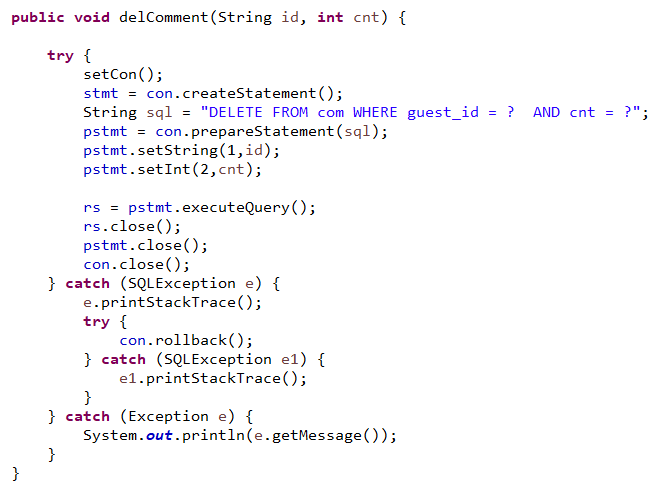 public void delComment(String id, int cnt) {
try {
setCon();
stmt = con.createStatement();
String sql = "DELETE FROM com WHERE guest_id = ?  AND cnt = ?";
pstmt = con.prepareStatement(sql);
pstmt.setString(1,id);
pstmt.setInt(2,cnt);
rs = pstmt.executeQuery();
rs.close();
pstmt.close();
con.close();
} catch (SQLException e) {
e.printStackTrace();
try {
con.rollback();
} catch (SQLException e1) {
e1.printStackTrace();
}
} catch (Exception e) {
System.out.println(e.getMessage());
}
}